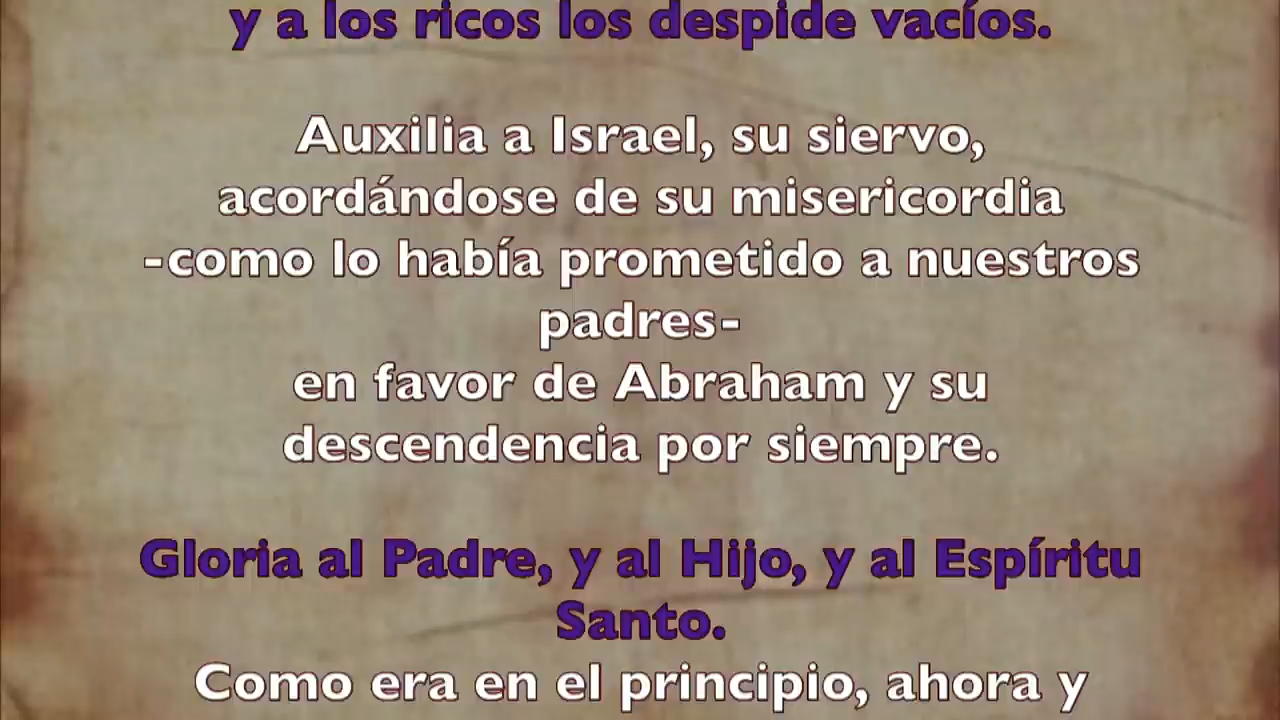 y a los ricos los despide vacíos.
Auxilia a Israel, su siervo,
acordándose de su misericordia
-como lo había prometido a nuestros
padres-
en favor de Abraham y su
descendencia por siempre.
Gloria al Padre, y al Hijo, y al Espíritu
Santo.
Como era en el principio, ahora y